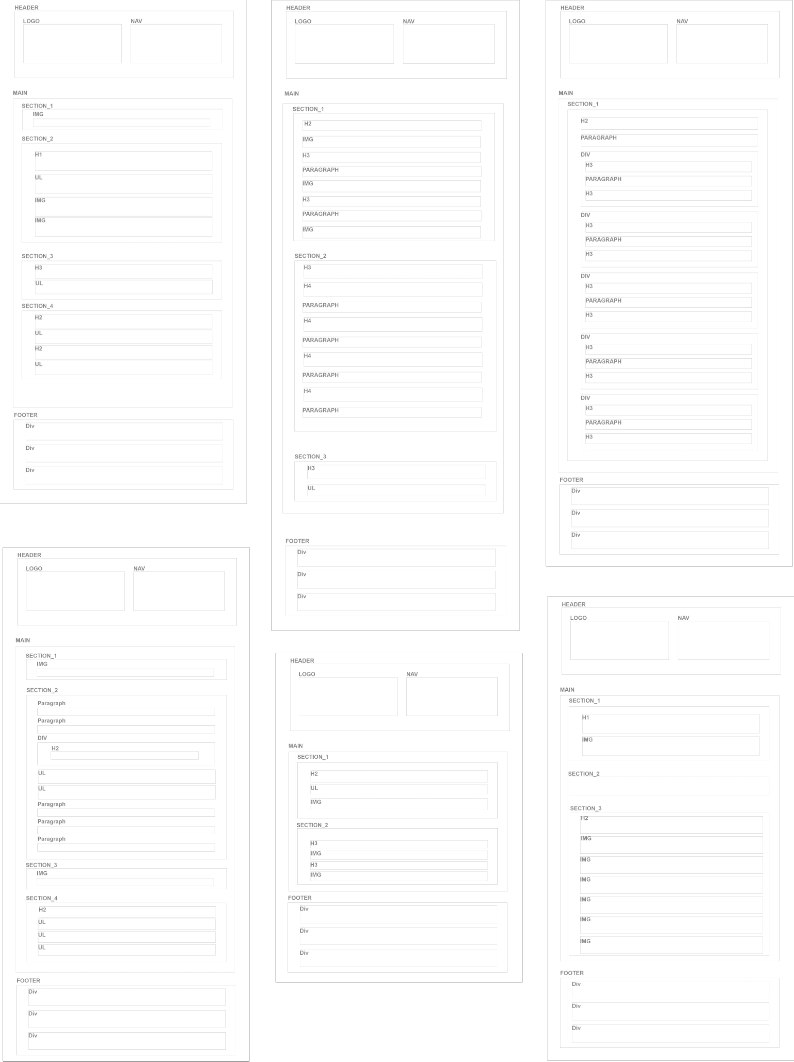 HEADER
LOGO NAV
MAIN
SECTION_1
IMG
SECTION_2
H1
UL
IMG
IMG
SECTION_3
H3
UL
SECTION_4
H2
UL
H2
UL
FOOTER
Div
Div
Div
HEADER
LOGO NAV
MAIN
SECTION_1
H2
IMG
H3
PARAGRAPH
IMG
H3
PARAGRAPH
IMG
SECTION_2
H3
H4
PARAGRAPH
H4
PARAGRAPH
H4
PARAGRAPH
H4
PARAGRAPH
SECTION_3
H3
UL
FOOTER
Div
Div
Div
HEADER
LOGO NAV
MAIN
SECTION_1
H2
PARAGRAPH
DIV
H3
PARAGRAPH
H3
DIV
H3
PARAGRAPH
H3
DIV
H3
PARAGRAPH
H3
DIV
H3
PARAGRAPH
H3
DIV
H3
PARAGRAPH
H3
FOOTER
Div
Div
Div
HEADER
LOGO NAV
MAIN
SECTION_1
IMG
SECTION_2
Paragraph
Paragraph
DIV
H2
UL
UL
Paragraph
Paragraph
Paragraph
SECTION_3
IMG
SECTION_4
H2
UL
UL
UL
FOOTER
Div
Div
Div
HEADER
LOGO NAV
MAIN
SECTION_1
H2
UL
IMG
SECTION_2
H3
IMG
H3
IMG
FOOTER
Div
Div
Div
HEADER
LOGO NAV
MAIN
SECTION_1
H1
IMG
SECTION_2
SECTION_3
H2
IMG
IMG
IMG
IMG
IMG
IMG
FOOTER
Div
Div
Div